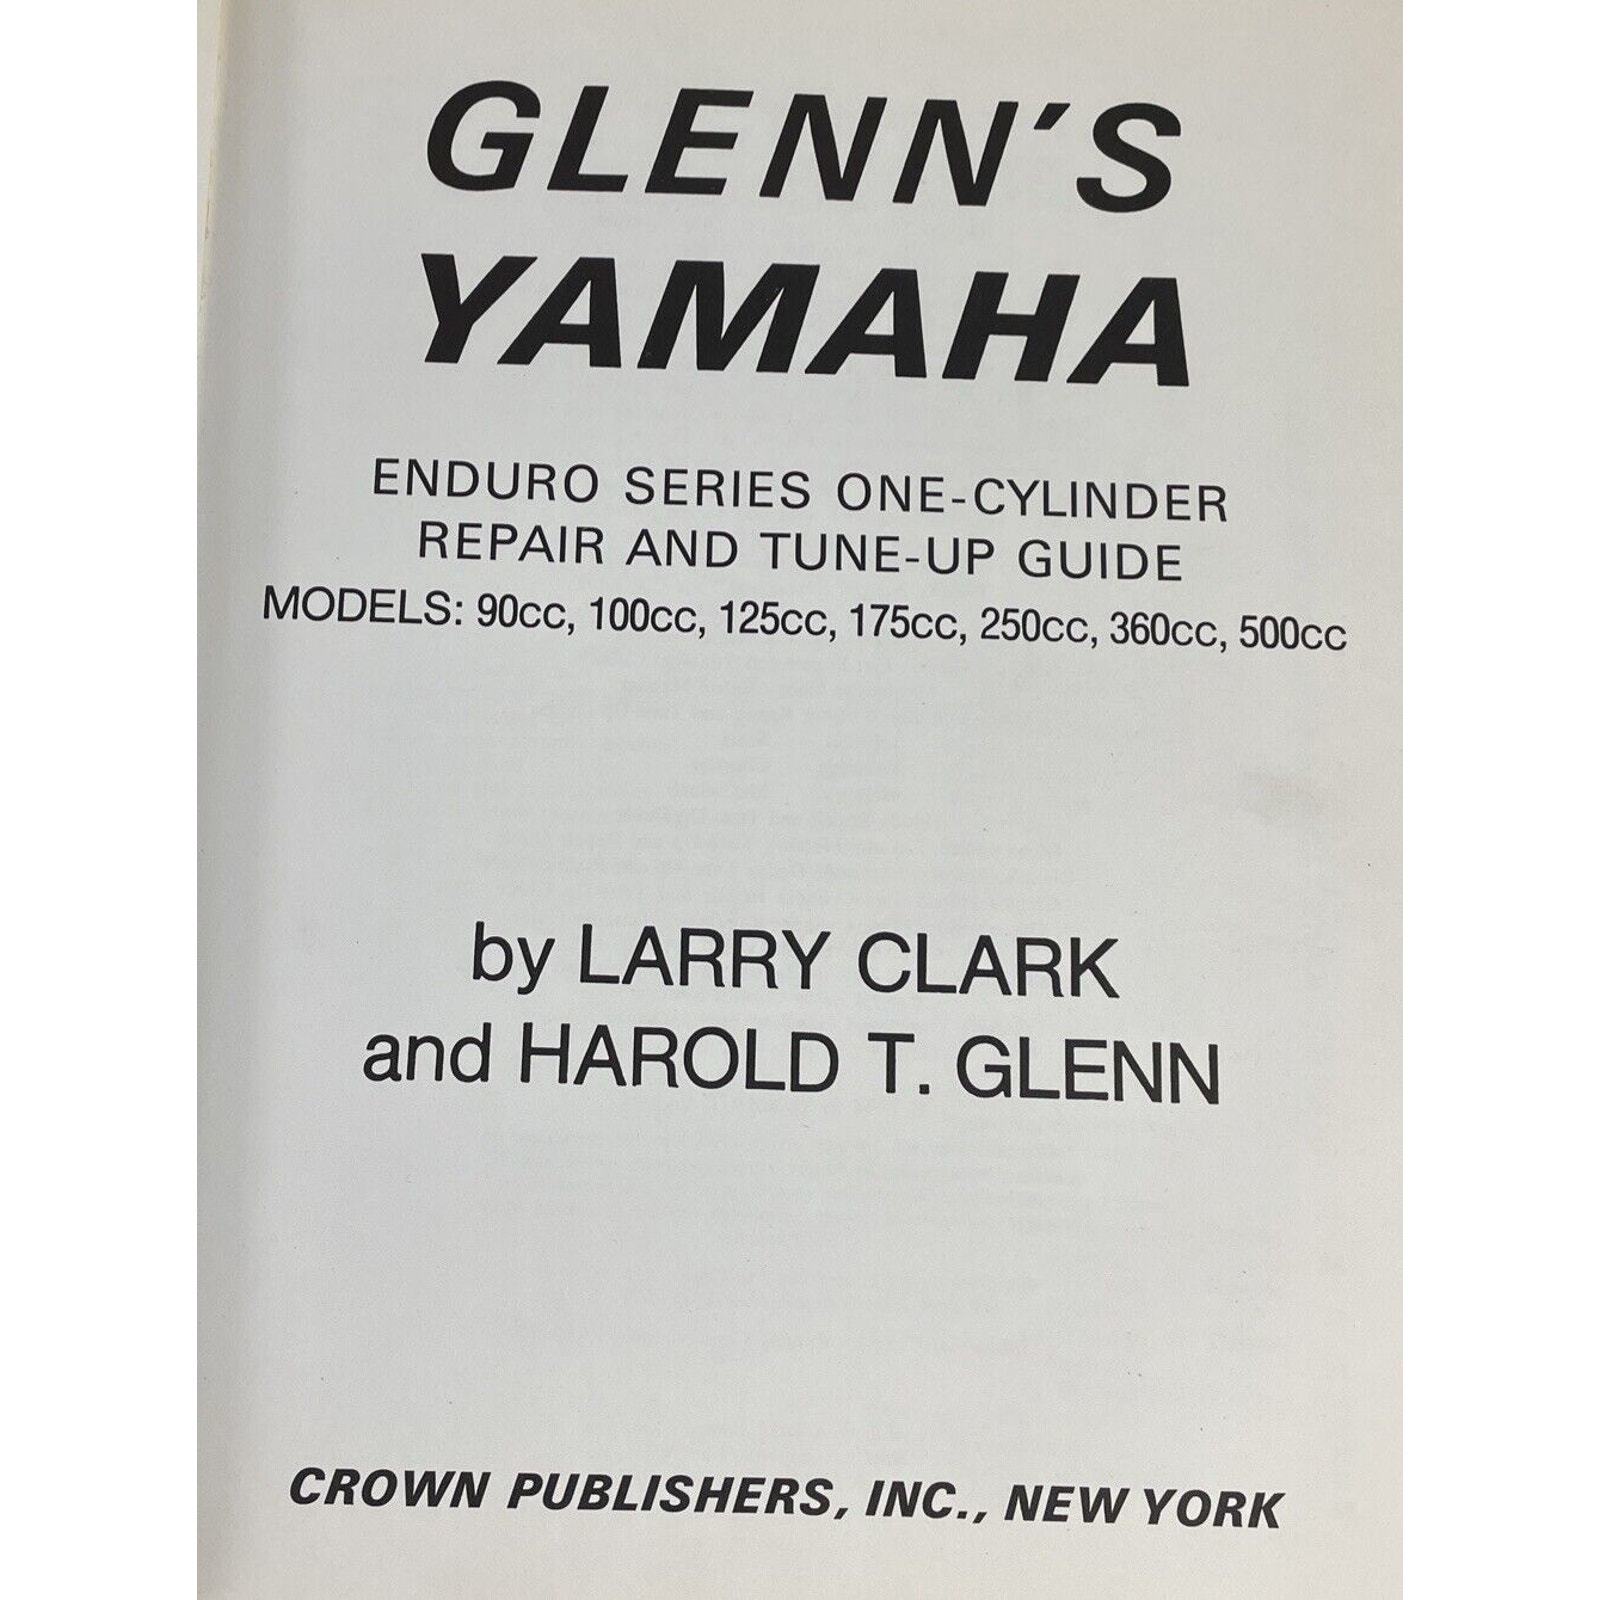 GLENN'S
YAMAHA
ENDURO SERIES ONE-CYLINDER
REPAIR AND TUNE-UP GUIDE
MODELS: 90cc, 100cc, 125cc, 175cc, 250cc, 360cc, 500cc
by LARRY CLARK
and HAROLD T. GLENN
CROWN PUBLISHERS, INC., NEW YORK